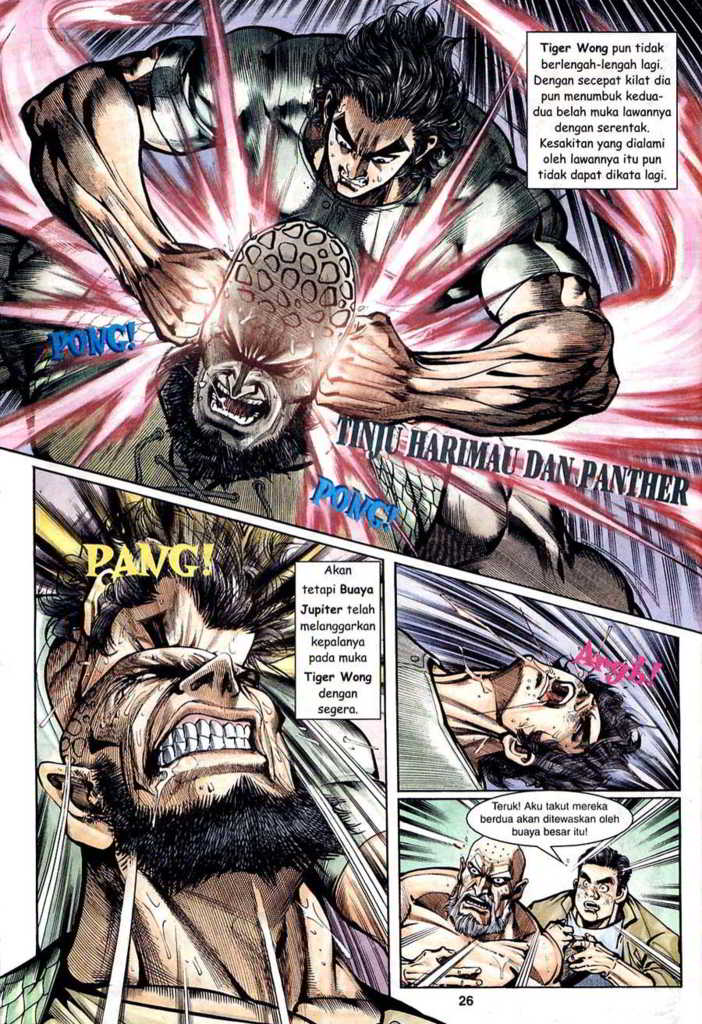 Tiger Wong pun tidak
berlengah-lengah lagi.
Dengan secepat kilat dia
pun menumbuk kedua-
dua belah muka lawannya
dengan serentak.
Kesakitan yang dialami
oleh lawannya itu pun
tidak dapat dikata lagi.
PONG!
TINJU HARIMAU DAN PANTHER
PONG!
PANG!
Akan
tetapi Buaya
Jupiter telah
melanggarkan
kepalanya
pada muka
Tiger Wong
dengan
segera.
Argh!
Teruk! Aku takut mereka
berdua akan ditewaskan oleh
buaya besar itu!
26